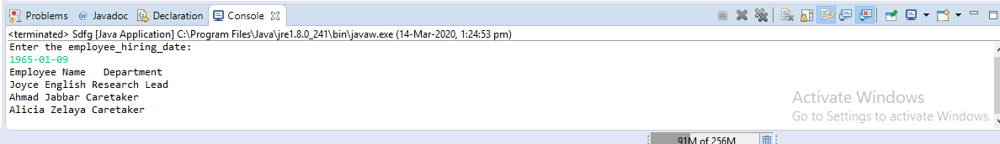 Problems @ Javadoc Declaration Console
<terminated> Sdfg [Java Application] C:\Program Files\Java\jre1.8.0_241\bin\javaw.exe (14-Mar-2020, 1:24:53 pm)
Enter the employee_hiring_date:
1965-01-09
Employee Name   Department
Joyce English Research Lead
Ahmad Jabbar Caretaker
Alicia Zelaya Caretaker
Activate Windows
Go to Settings to activate Windows.
91M of 256M